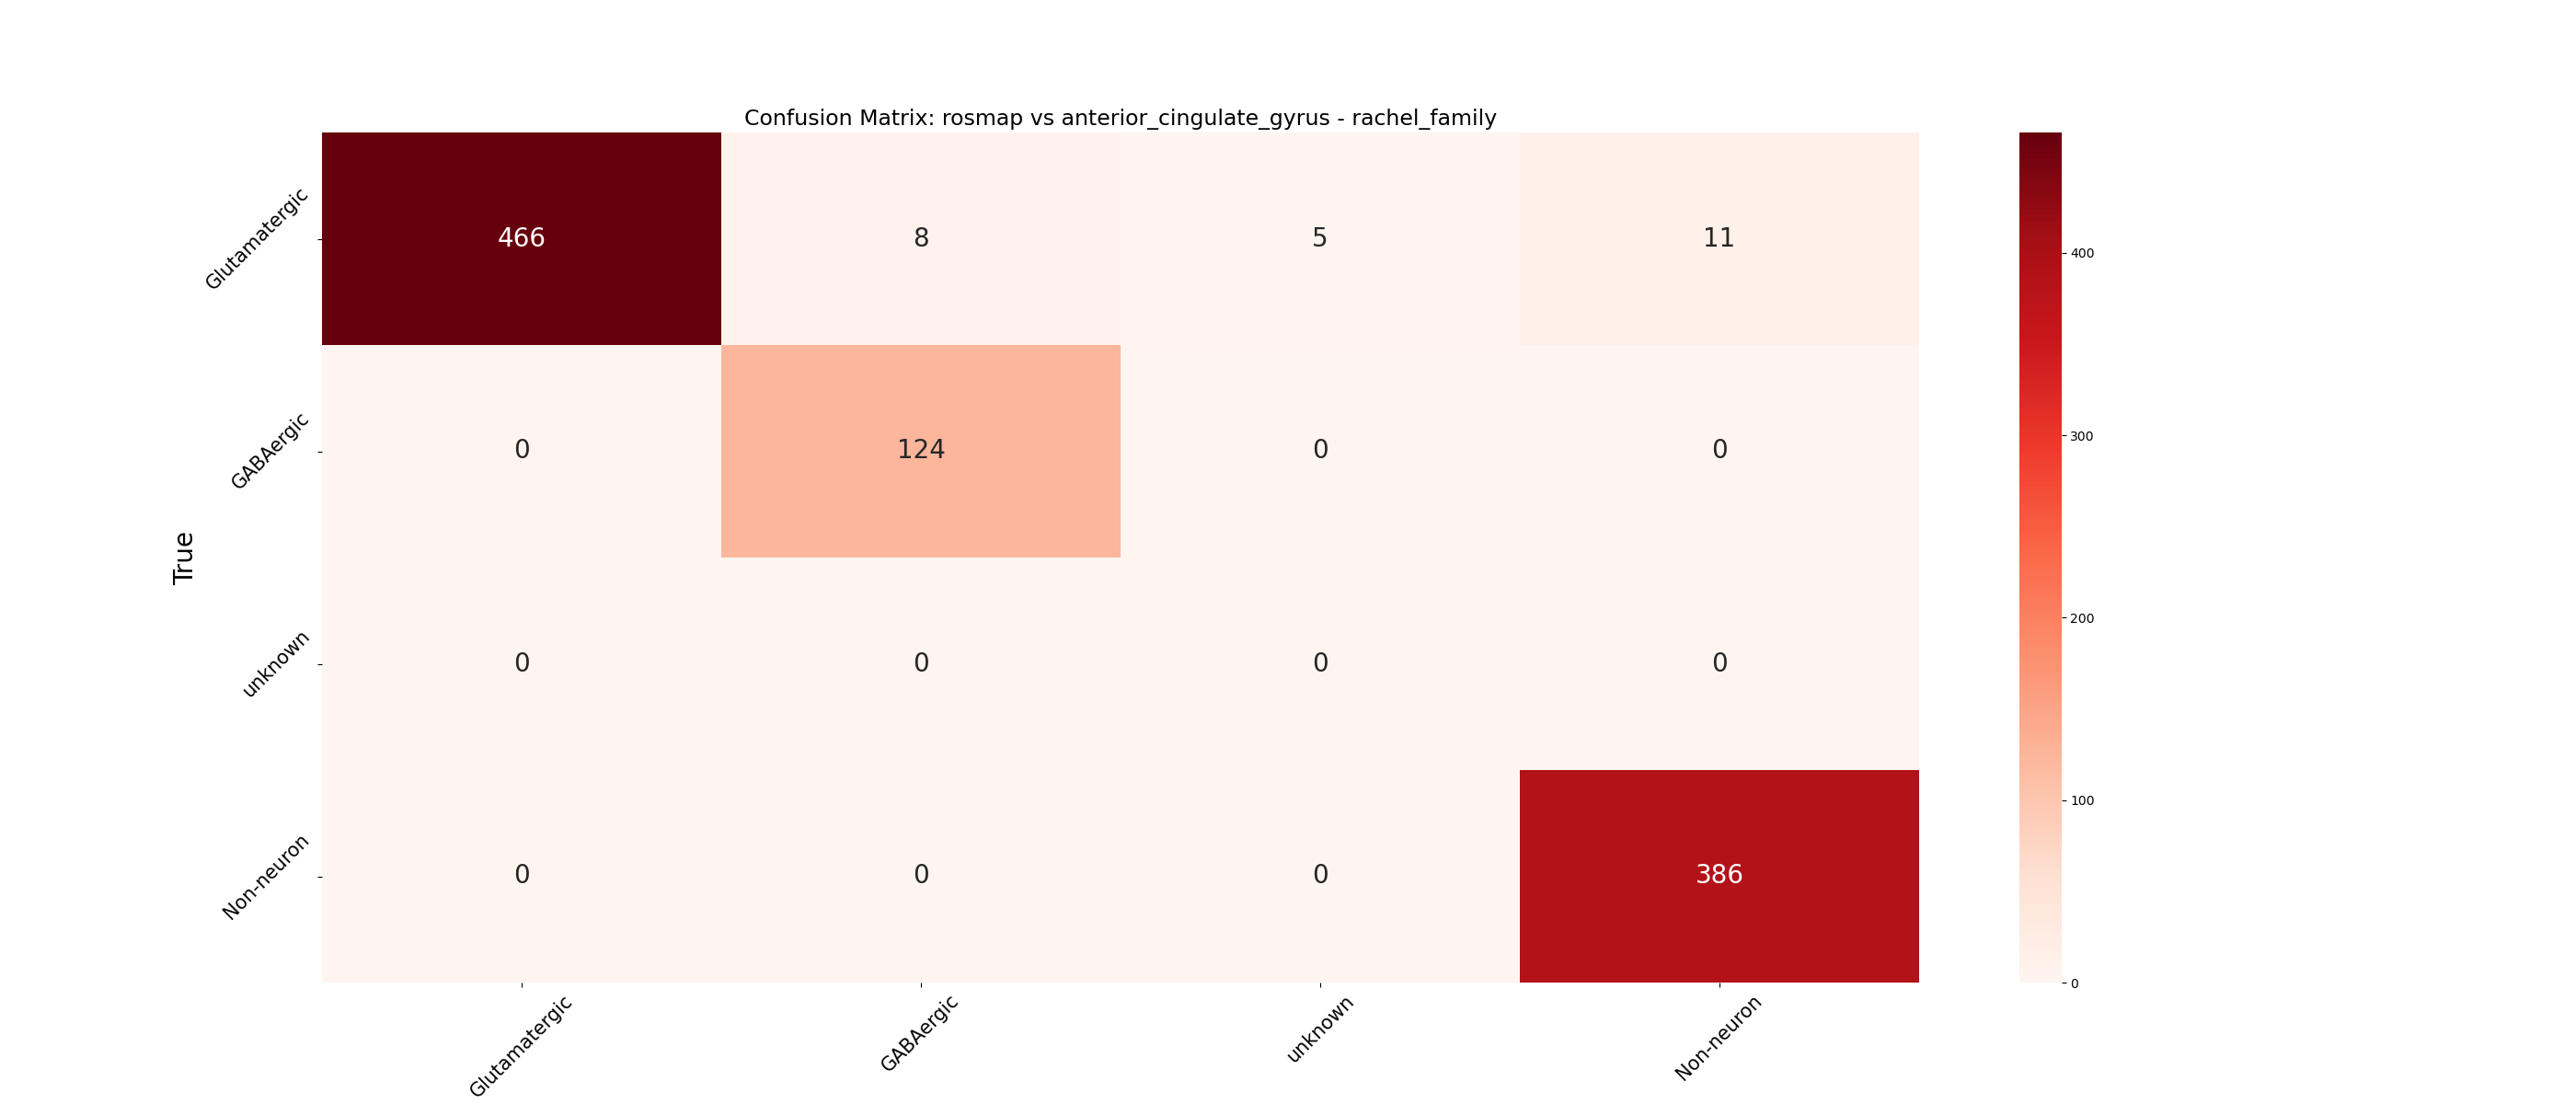 Confusion Matrix: rosmap vs anterior_cingulate_gyrus - rachel_family
Glutamatergic
466
8
5
11
GABAergic
0
124
0
0
unknown
0
0
0
0
Non-neuron
0
0
0
386
True
Glutamatergic
GABAergic
unknown
Non-neuron
400
300
200
100
0